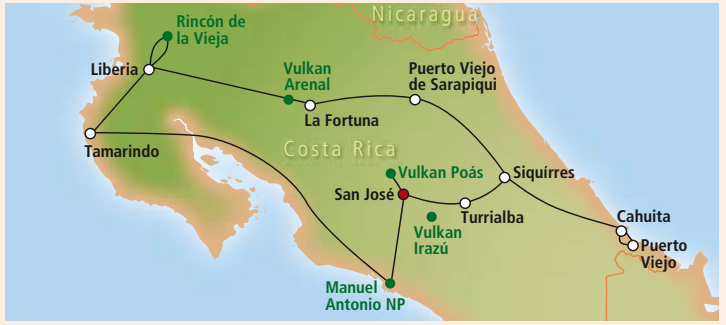 Nicaragua
Rincón de
la Vieja
Liberia
Vulkan
Arenal
Puerto Viejo
de Sarapiqui
La Fortuna
Tamarindo
Costa Rica
Vulkan Poás
Siquírres
San José
Turrialba
Cahuita
Vulkan
Irazú
Puerto
Viejo
Manuel
Antonio NP